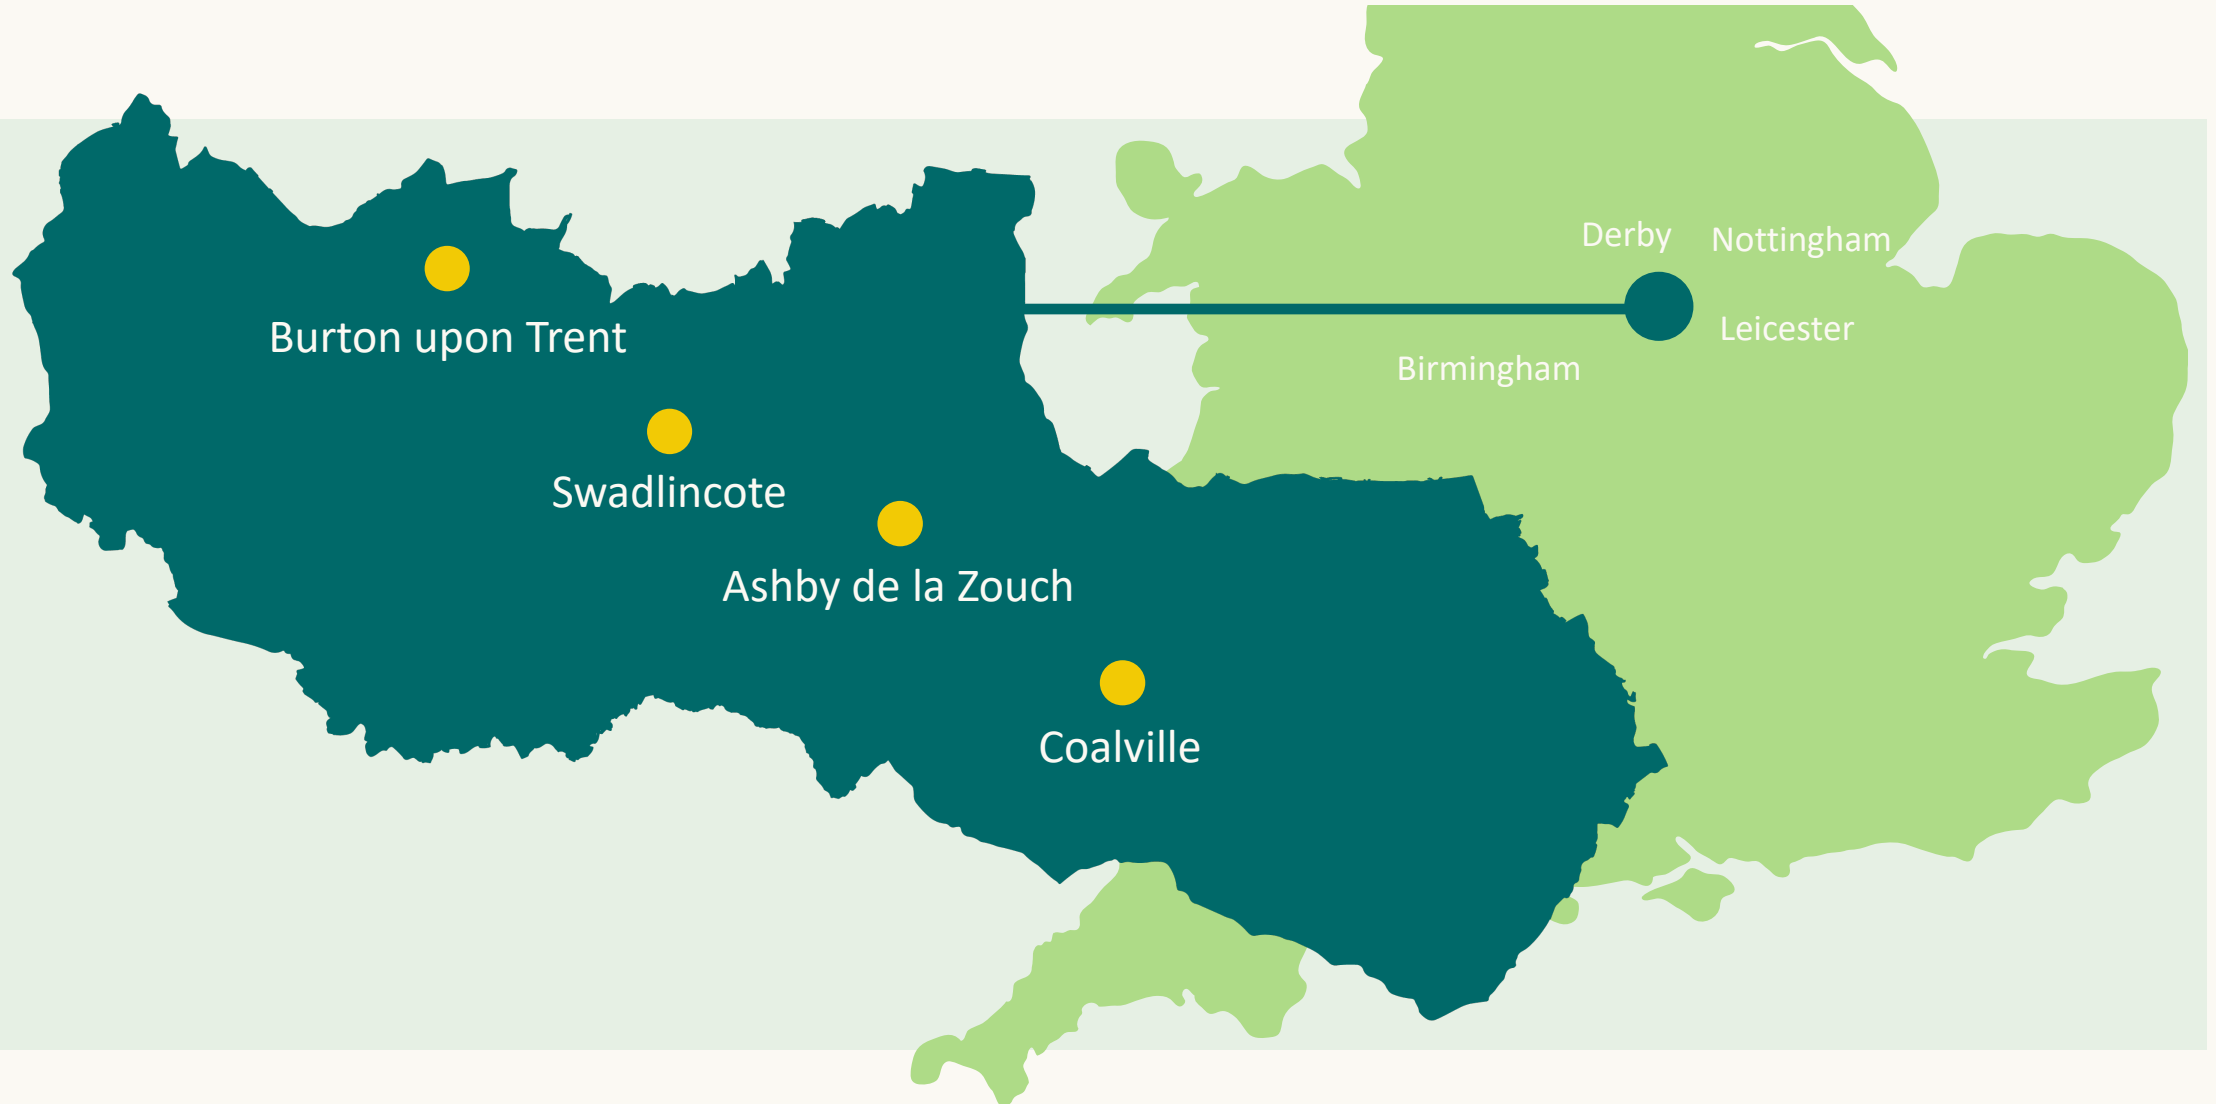 Derby
Nottingham
Leicester
Birmingham
Burton upon Trent
Swadlincote
Ashby de la Zouch
Coalville